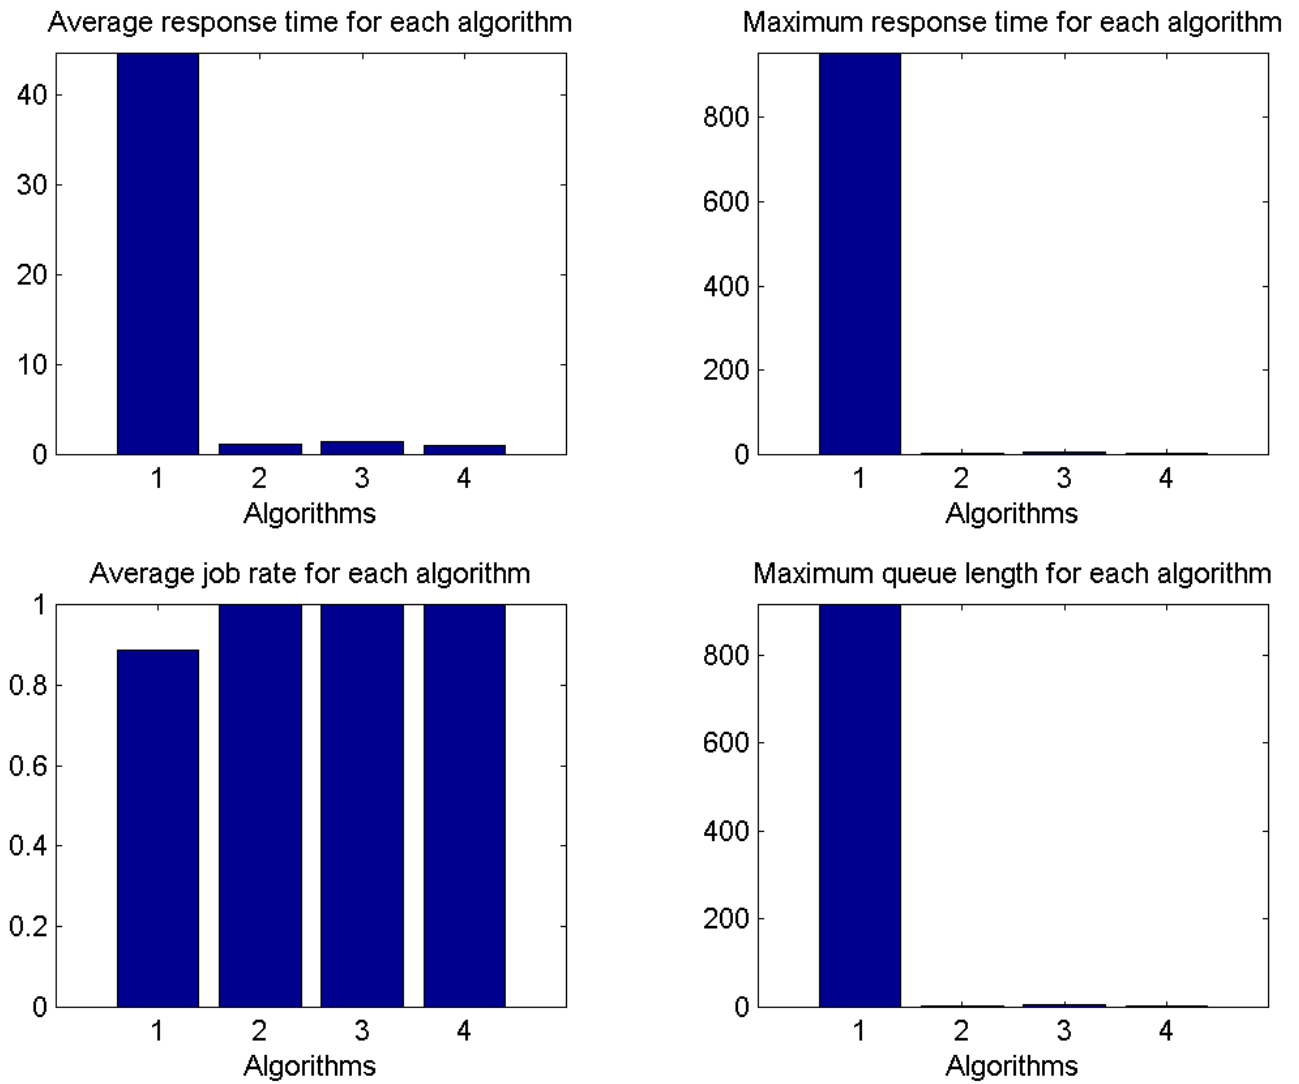 Average response time for each algorithm
40
30
20
10
0
1 2 3 4
Algorithms
Maximum response time for each algorithm
800
600
400
200
0
1 2 3 4
Algorithms
Average job rate for each algorithm
1
0.8
0.6
0.4
0.2
0
1 2 3 4
Algorithms
Maximum queue length for each algorithm
800
600
400
200
0
1 2 3 4
Algorithms